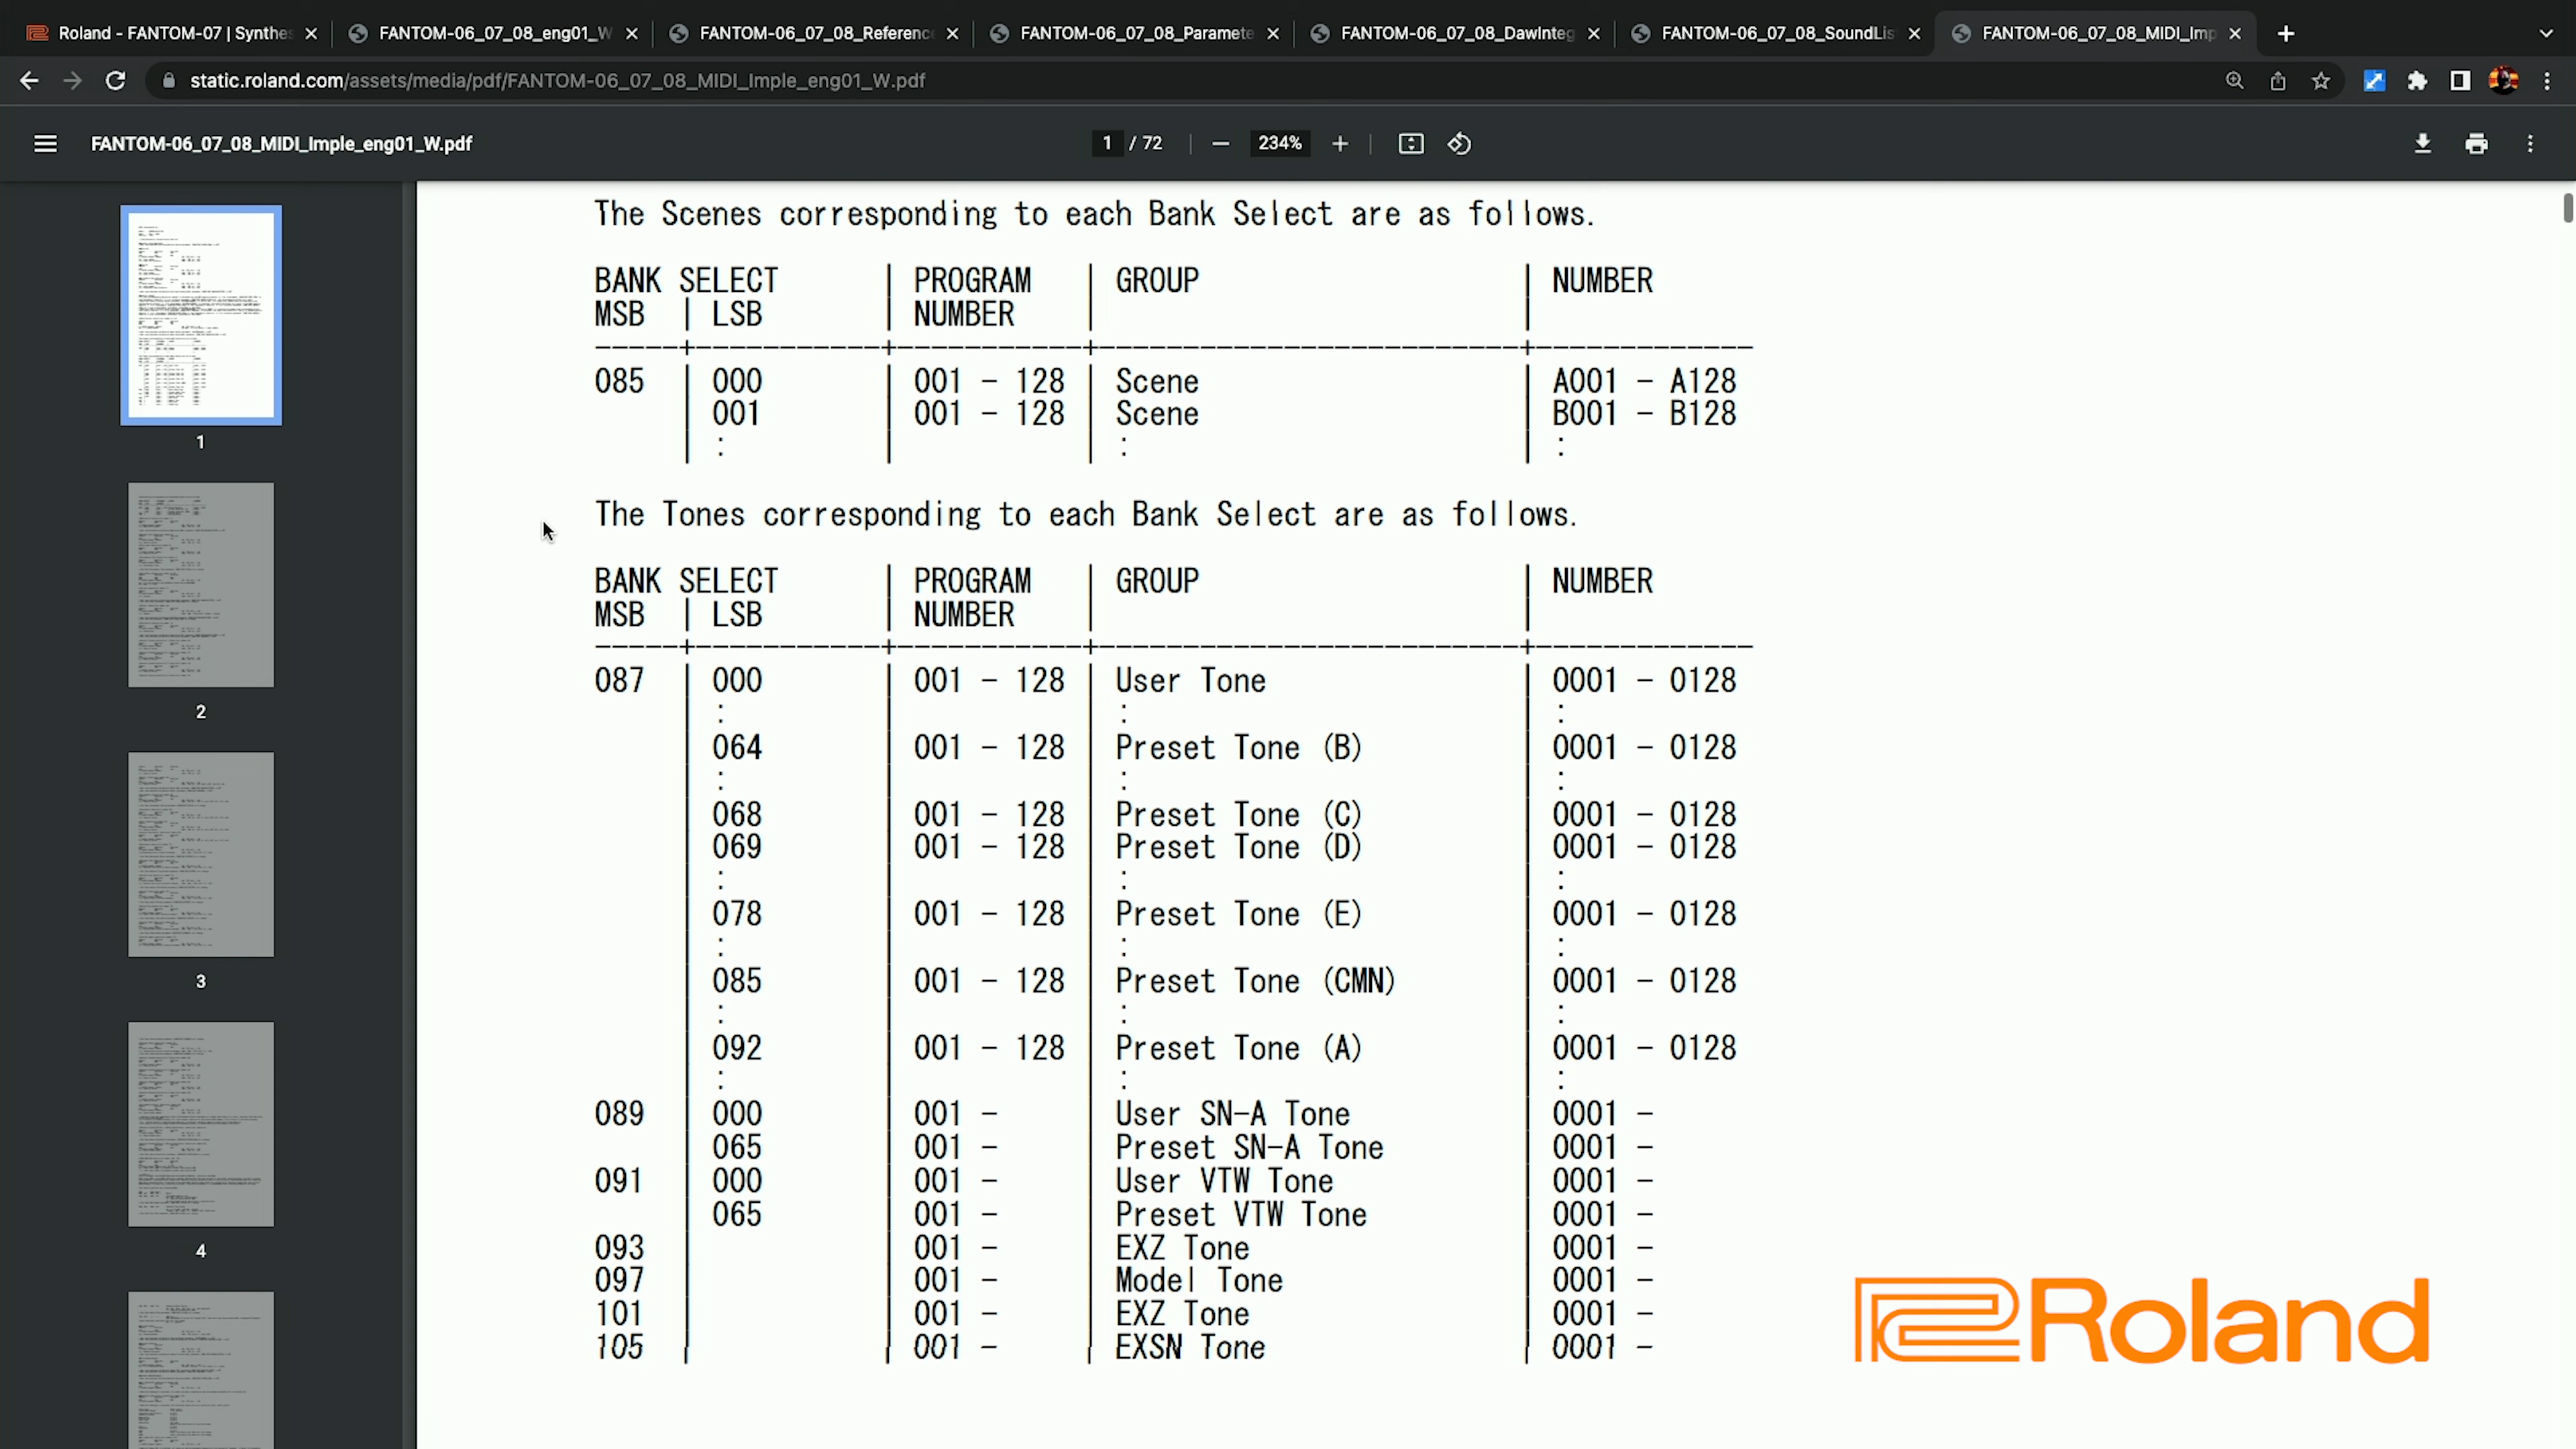 Roland - FANTOM-07 | Synthes
FANTOM-06_07_08_eng01_W
FANTOM-06_07_08_Referenc
FANTOM-06_07_08_Paramete
FANTOM-06_07_08_DawInteg
FANTOM-06_07_08_SoundLis
FANTOM-06_07_08_MIDI_Imp
static.roland.com/assets/media/pdf/FANTOM-06_07_08_MIDI_Imple_eng01_W.pdf
FANTOM-06_07_08_MIDI_Imple_eng01_W.pdf
1 / 72
234%
The Scenes corresponding to each Bank Select are as follows.
BANK SELECT | PROGRAM | GROUP | NUMBER
MSB | LSB | NUMBER | |
-----+-----------+-----------+-------------------------+-------------
085 | 000 | 001 - 128 | Scene | A001 - A128
| 001 | 001 - 128 | Scene | B001 - B128
| : | | : | :
The Tones corresponding to each Bank Select are as follows.
BANK SELECT | PROGRAM | GROUP | NUMBER
MSB | LSB | NUMBER | |
-----+-----------+-----------+-------------------------+-------------
087 | 000 | 001 - 128 | User Tone | 0001 - 0128
| : | | : | :
| 064 | 001 - 128 | Preset Tone (B) | 0001 - 0128
| : | | : | :
| 068 | 001 - 128 | Preset Tone (C) | 0001 - 0128
| 069 | 001 - 128 | Preset Tone (D) | 0001 - 0128
| : | | : | :
| 078 | 001 - 128 | Preset Tone (E) | 0001 - 0128
| : | | : | :
| 085 | 001 - 128 | Preset Tone (CMN) | 0001 - 0128
| : | | : | :
| 092 | 001 - 128 | Preset Tone (A) | 0001 - 0128
| : | | : | :
089 | 000 | 001 - | User SN-A Tone | 0001 -
| 065 | 001 - | Preset SN-A Tone | 0001 -
091 | 000 | 001 - | User VTW Tone | 0001 -
| 065 | 001 - | Preset VTW Tone | 0001 -
093 | | 001 - | EXZ Tone | 0001 -
097 | | 001 - | Model Tone | 0001 -
101 | | 001 - | EXZ Tone | 0001 -
105 | | 001 - | EXSN Tone | 0001 -
1
2
3
4
Roland